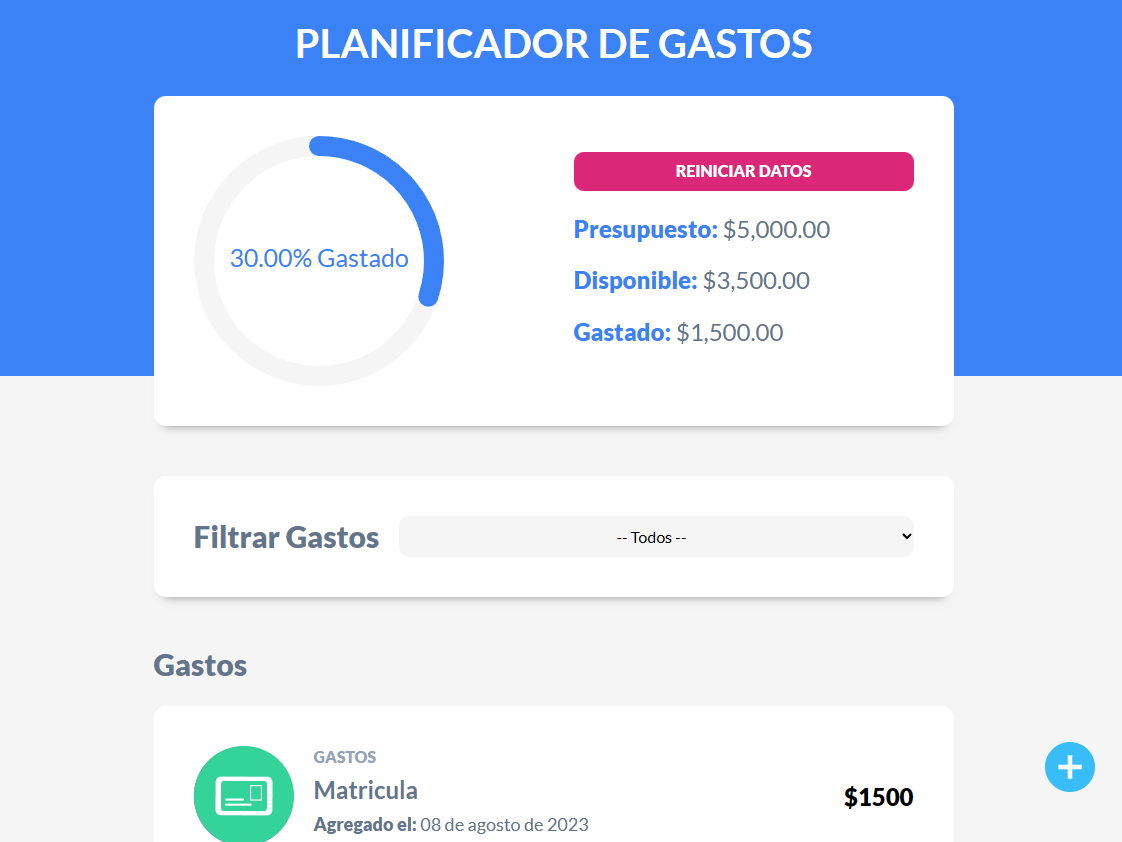 PLANIFICADOR DE GASTOS
30.00% Gastado
REINICIAR DATOS
Presupuesto: $5,000.00
Disponible: $3,500.00
Gastado: $1,500.00
Filtrar Gastos
-- Todos --
Gastos
GASTOS
Matricula
Agregado el: 08 de agosto de 2023
$1500